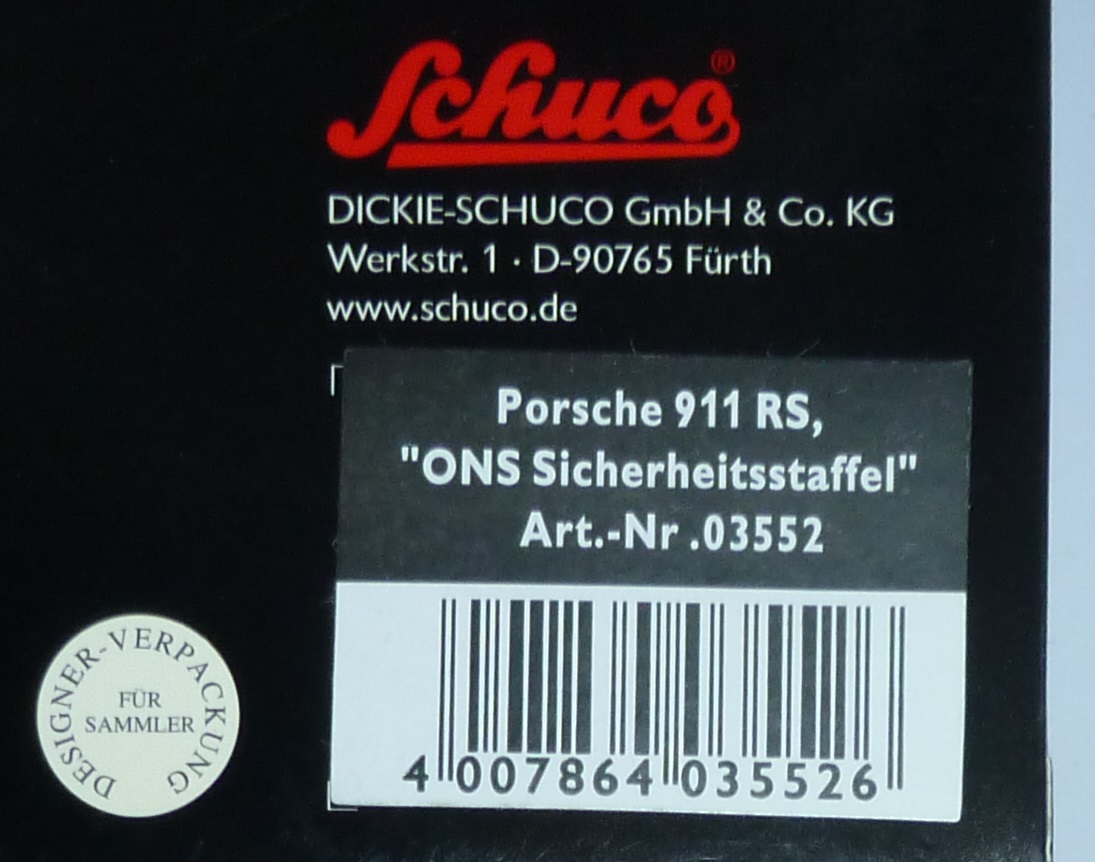 Schuco®
DICKIE-SCHUCO GmbH & Co. KG
Werkstr. 1 · D-90765 Fürth
www.schuco.de
Porsche 911 RS,
"ONS Sicherheitsstaffel"
Art.-Nr .03552
4 007864 035526
DESIGNER-VERPACKUNG
FÜR
SAMMLER